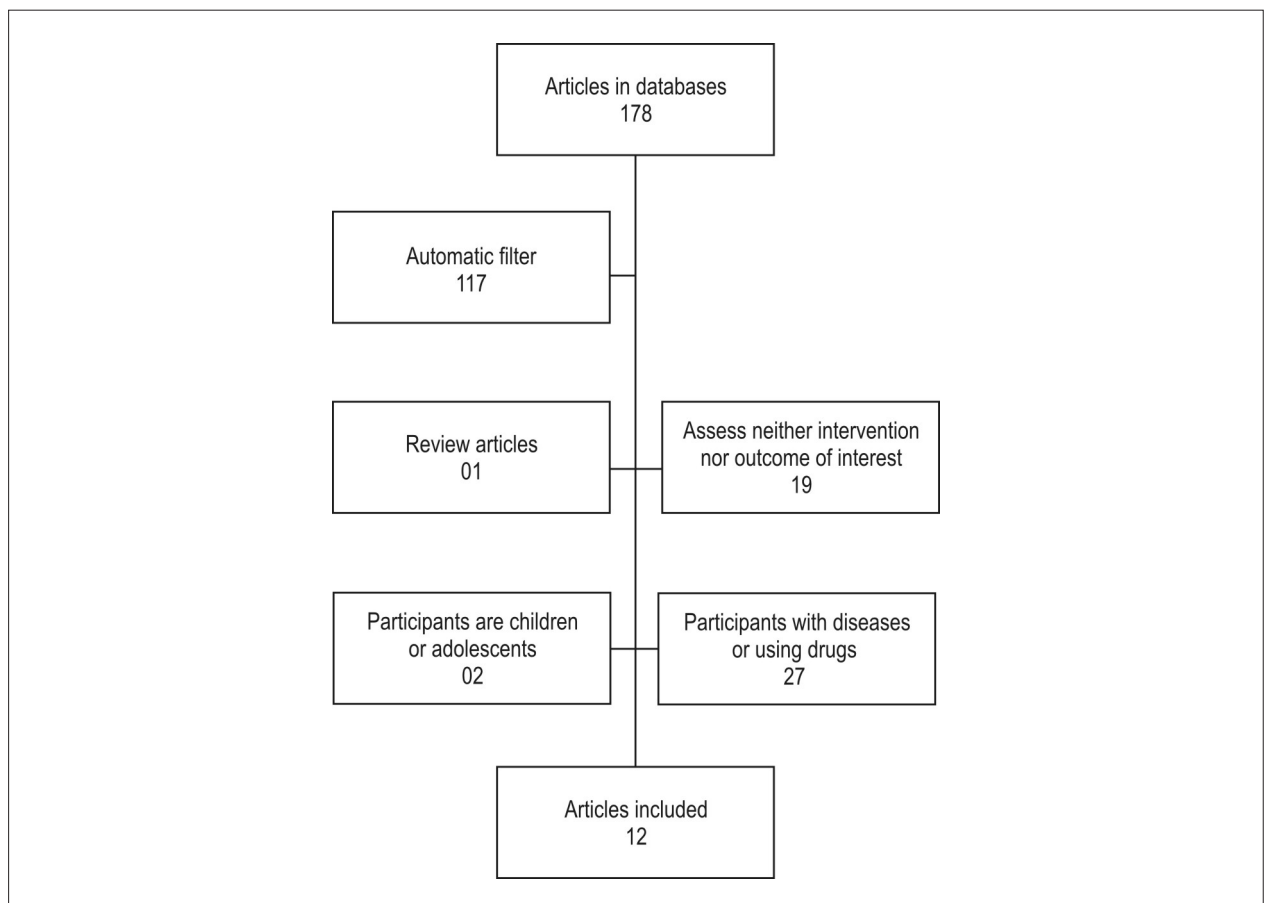 Articles in databases
178
Automatic filter
117
Review articles
01
Assess neither intervention
nor outcome of interest
19
Participants are children
or adolescents
02
Participants with diseases
or using drugs
27
Articles included
12